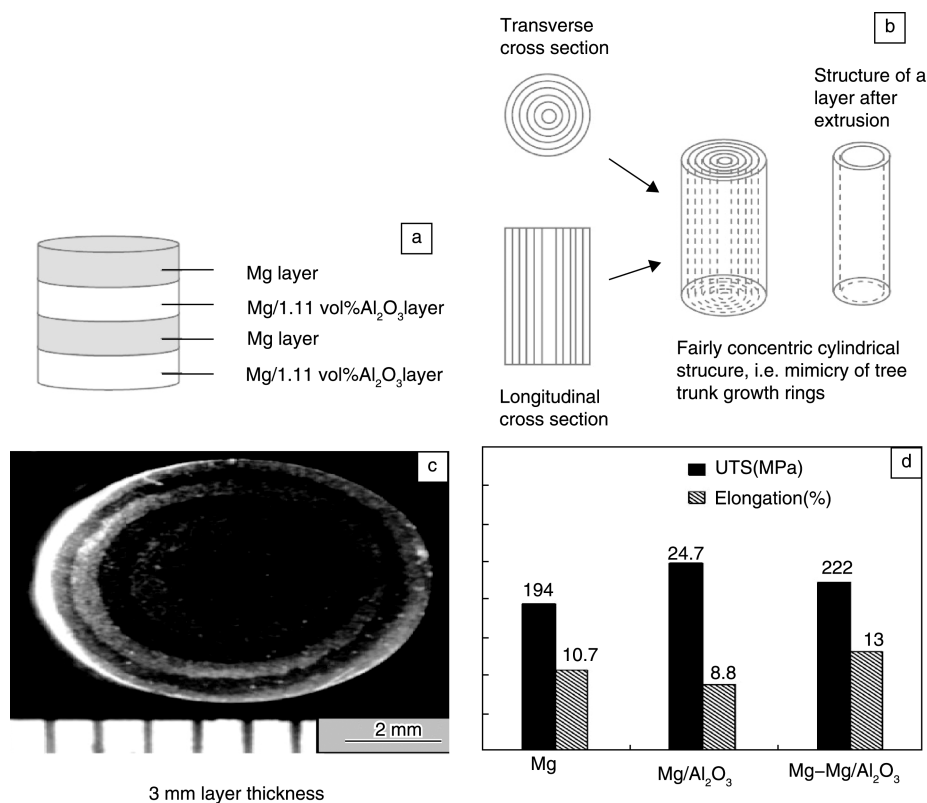 a
Mg layer
Mg/1.11 vol%Al₂O₃layer
Mg layer
Mg/1.11 vol%Al₂O₃layer
b
Transverse
cross section
Structure of a
layer after
extrusion
Longitudinal
cross section
Fairly concentric cylindrical
strucure, i.e. mimicry of tree
trunk growth rings
c
2 mm
3 mm layer thickness
d
UTS(MPa)
Elongation(%)
194
10.7
24.7
8.8
222
13
Mg
Mg/Al₂O₃
Mg–Mg/Al₂O₃